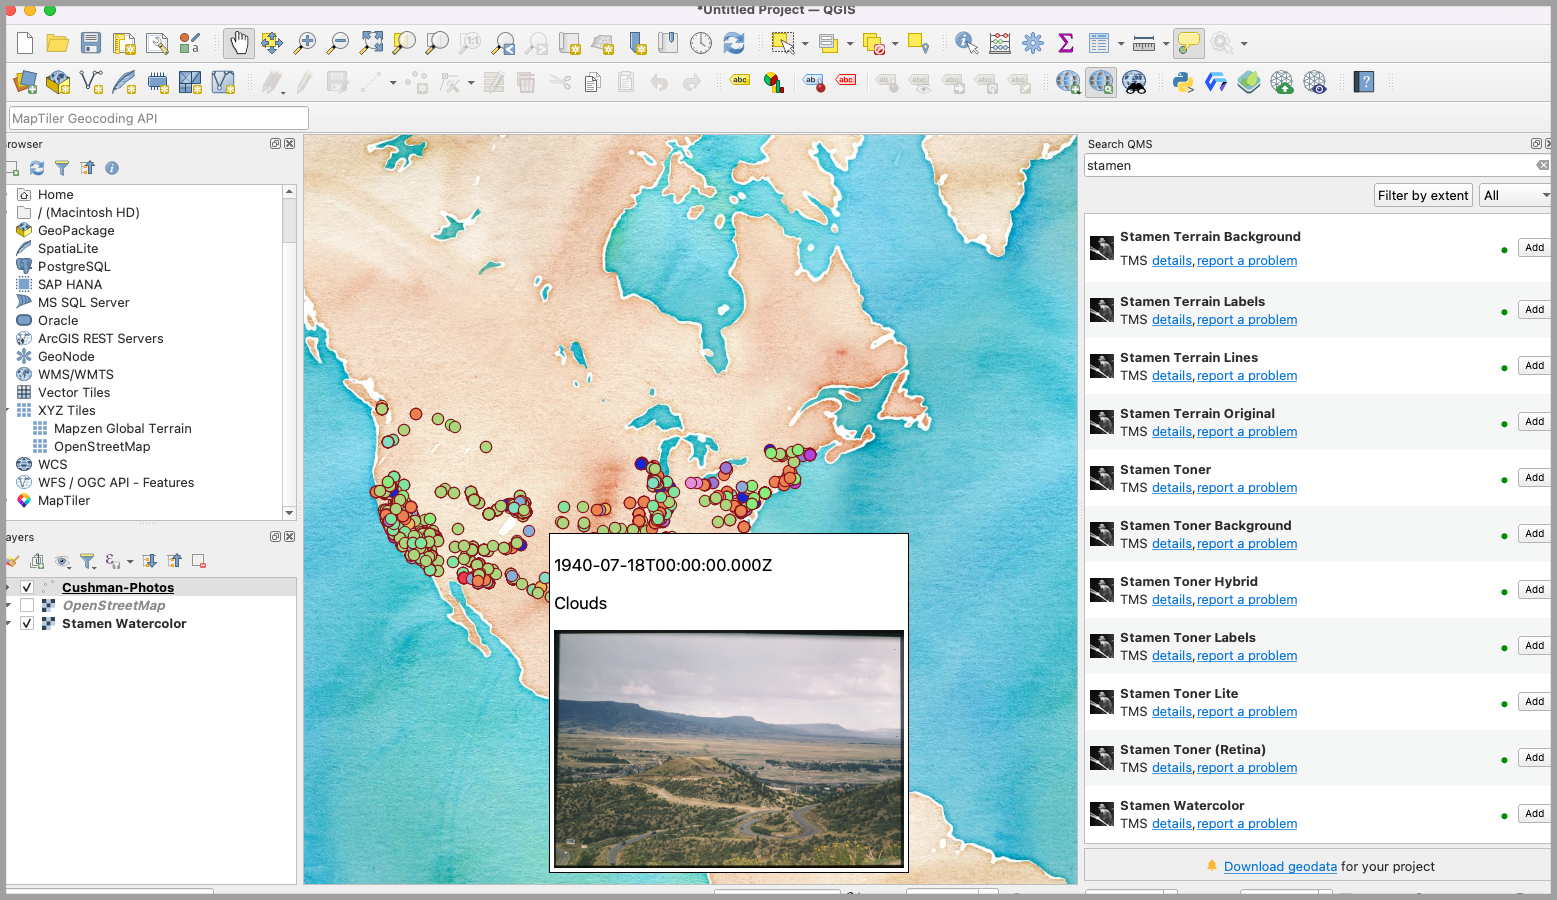 *Untitled Project — QGIS
1:1
a
abc
ab
abc
MapTiler Geocoding API
rowser
Home
/ (Macintosh HD)
GeoPackage
SpatiaLite
PostgreSQL
SAP HANA
MS SQL Server
Oracle
ArcGIS REST Servers
GeoNode
WMS/WMTS
Vector Tiles
XYZ Tiles
Mapzen Global Terrain
OpenStreetMap
WCS
WFS / OGC API - Features
MapTiler
ayers
Cushman-Photos
OpenStreetMap
Stamen Watercolor
1940-07-18T00:00:00.000Z
Clouds
Search QMS
stamen
Filter by extent
All
Stamen Terrain Background
TMS details, report a problem
Add
Stamen Terrain Labels
TMS details, report a problem
Add
Stamen Terrain Lines
TMS details, report a problem
Add
Stamen Terrain Original
TMS details, report a problem
Add
Stamen Toner
TMS details, report a problem
Add
Stamen Toner Background
TMS details, report a problem
Add
Stamen Toner Hybrid
TMS details, report a problem
Add
Stamen Toner Labels
TMS details, report a problem
Add
Stamen Toner Lite
TMS details, report a problem
Add
Stamen Toner (Retina)
TMS details, report a problem
Add
Stamen Watercolor
TMS details, report a problem
Add
Download geodata for your project